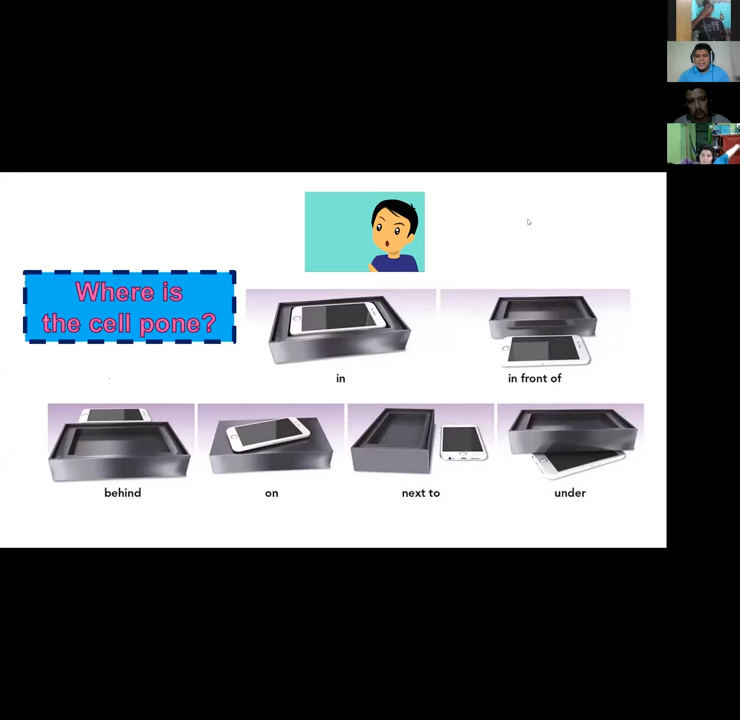 Where is
the cell pone?
in
in front of
behind
on
next to
under